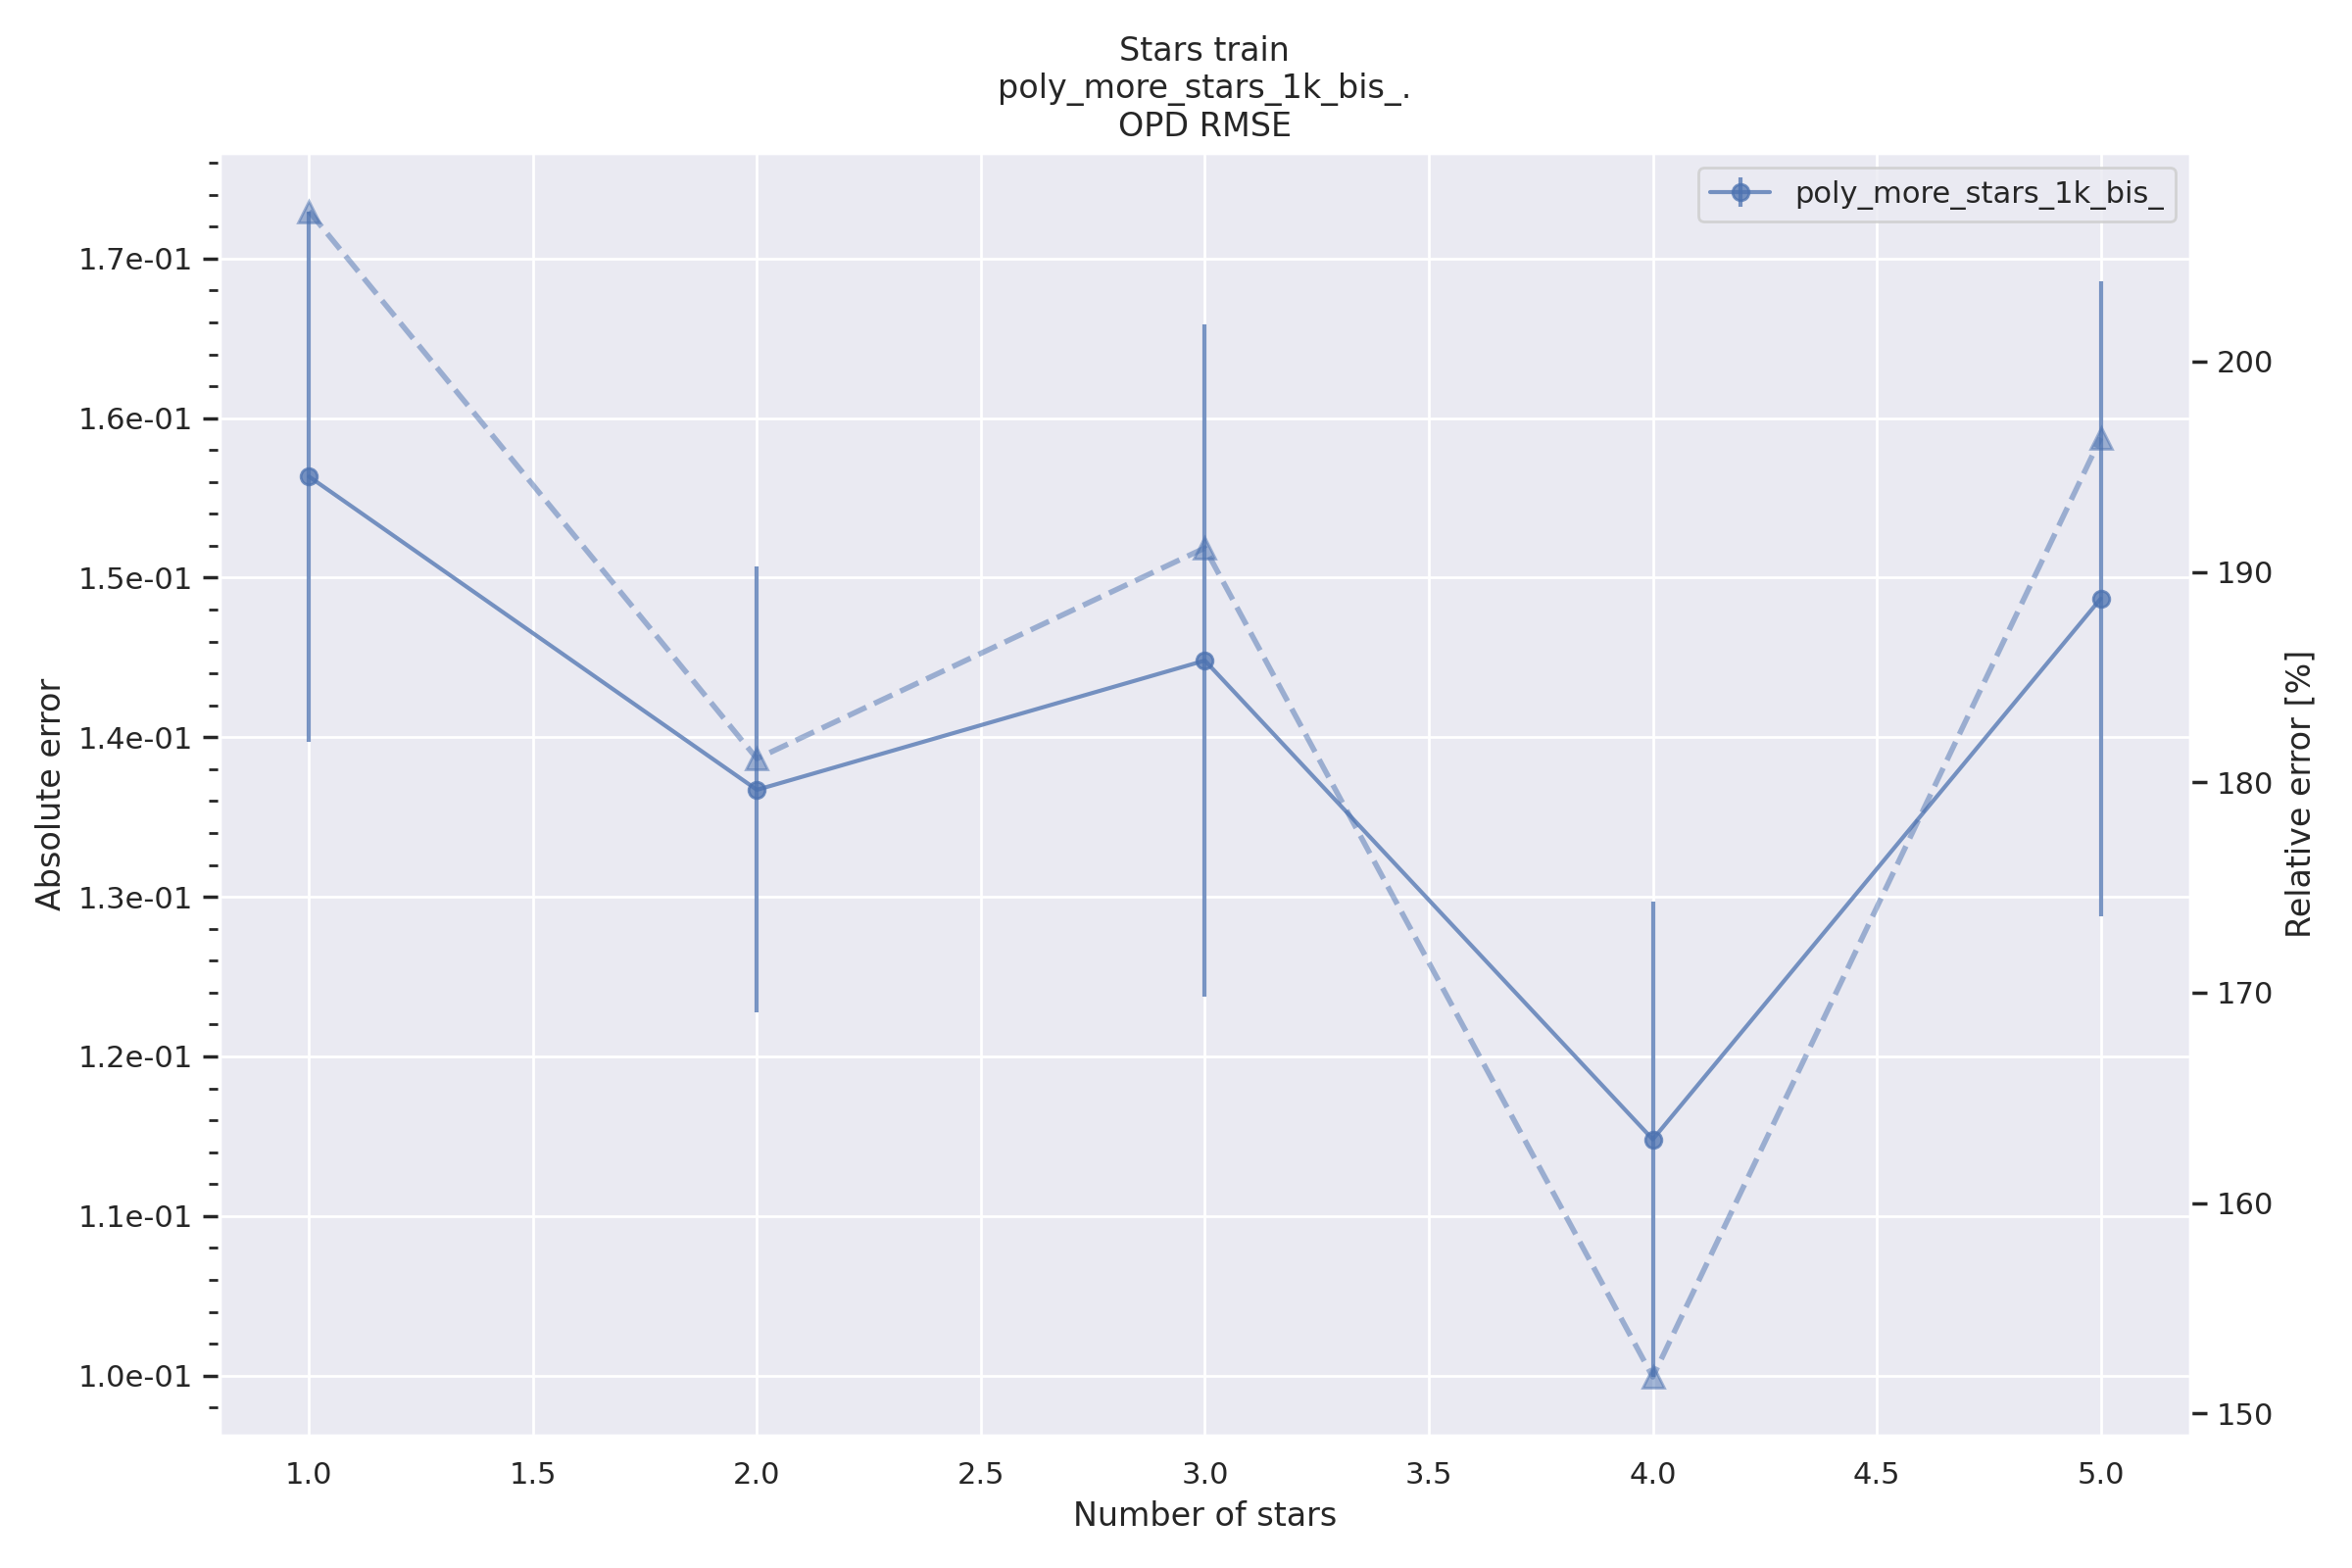 Stars train
poly_more_stars_1k_bis_.
OPD RMSE
poly_more_stars_1k_bis_
Absolute error
1.7e-01
1.6e-01
1.5e-01
1.4e-01
1.3e-01
1.2e-01
1.1e-01
1.0e-01
Relative error [%]
200
190
180
170
160
150
1.0 1.5 2.0 2.5 3.0 3.5 4.0 4.5 5.0
Number of stars